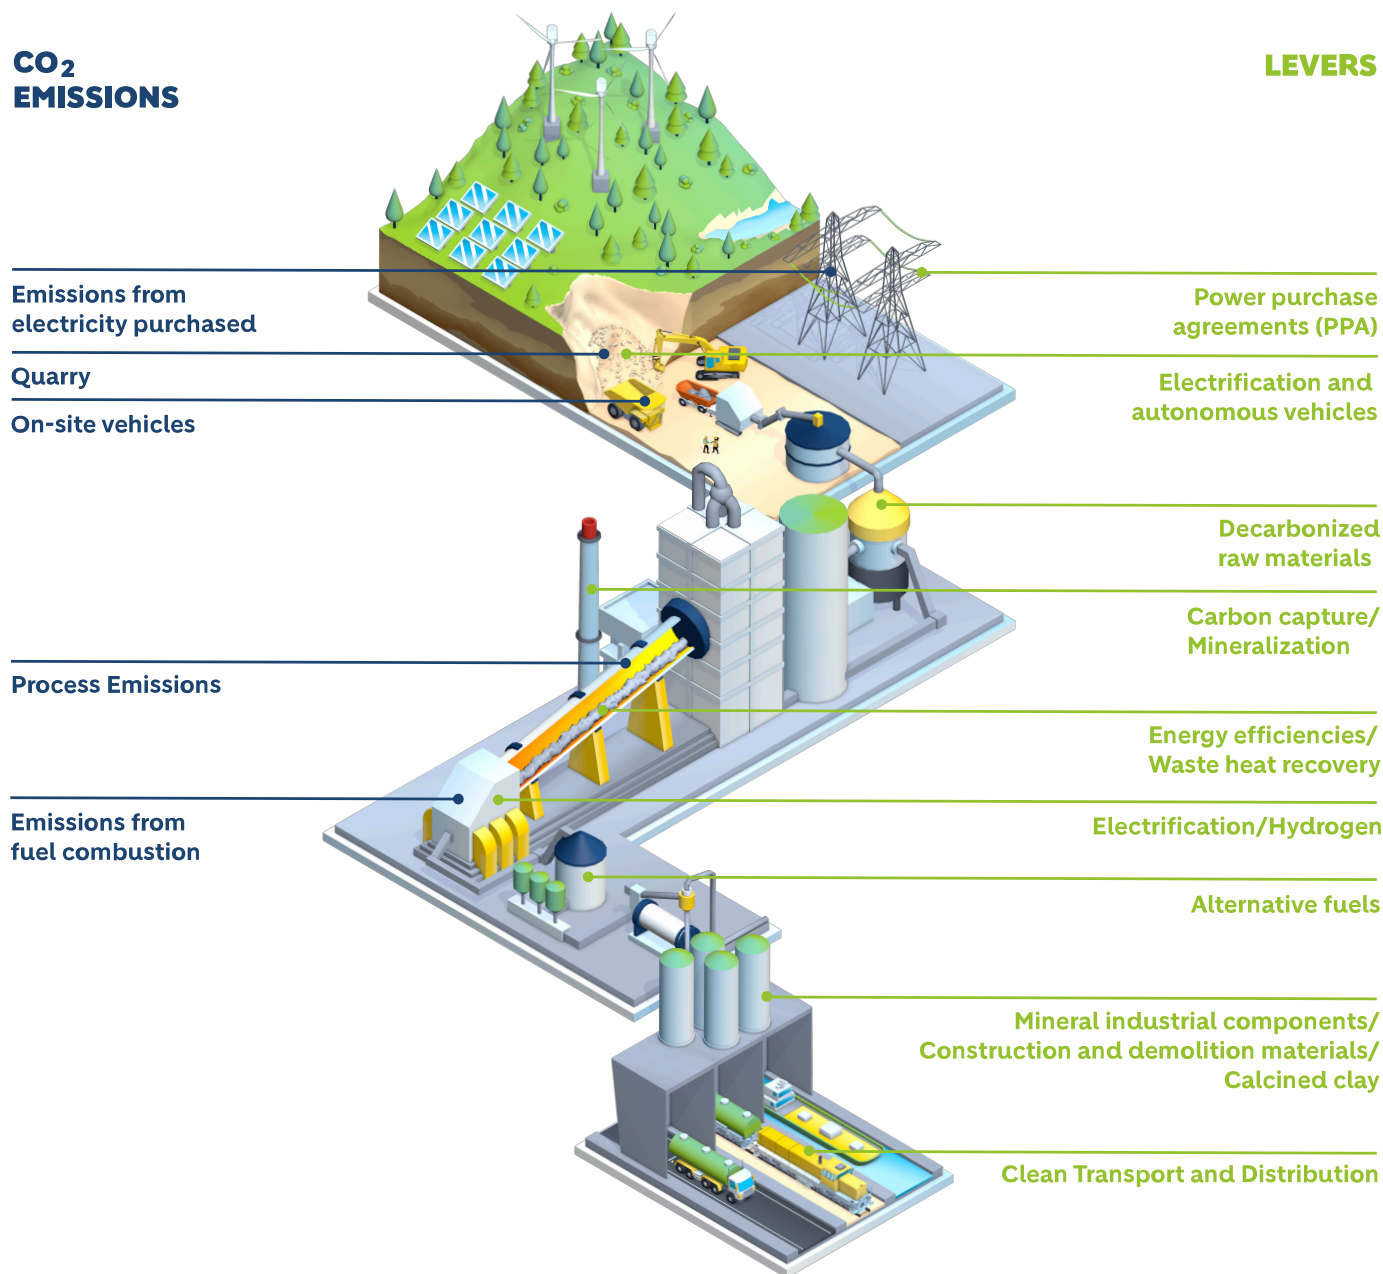 CO₂
EMISSIONS
LEVERS
Emissions from
electricity purchased
Quarry
On-site vehicles
Process Emissions
Emissions from
fuel combustion
Power purchase
agreements (PPA)
Electrification and
autonomous vehicles
Decarbonized
raw materials
Carbon capture/
Mineralization
Energy efficiencies/
Waste heat recovery
Electrification/Hydrogen
Alternative fuels
Mineral industrial components/
Construction and demolition materials/
Calcined clay
Clean Transport and Distribution